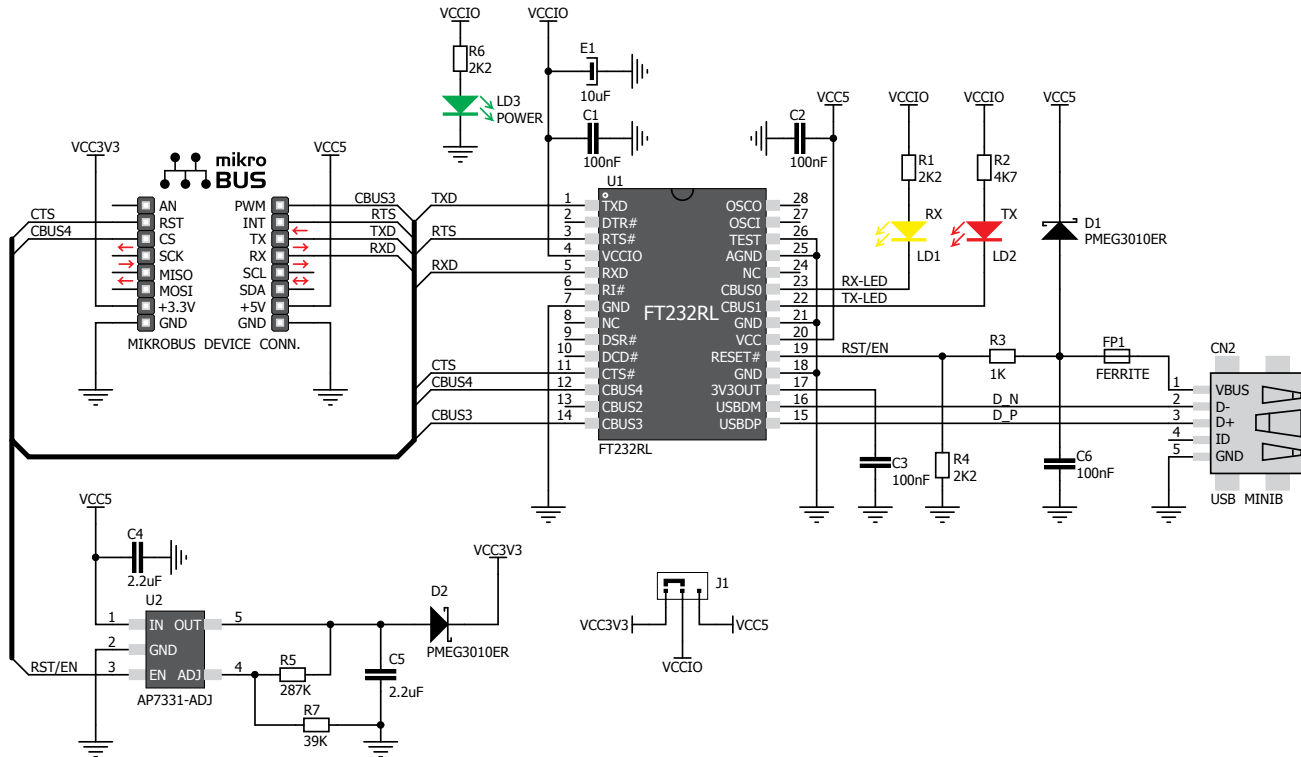 VCCIO
R6
2K2
LD3
POWER
VCCIO
E1
10uF
C1
100nF
VCC5
C2
100nF
VCCIO
R1
2K2
RX
LD1
VCCIO
R2
4K7
TX
LD2
VCC5
D1
PMEG3010ER
VCC3V3
mikro
BUS
VCC5
CTS
CBUS4
AN
RST
CS
SCK
MISO
MOSI
+3.3V
GND
PWM
INT
TX
RX
SCL
SDA
+5V
GND
MIKROBUS DEVICE CONN.
CBUS3
RTS
TXD
RXD
TXD
RTS
RXD
CTS
CBUS4
CBUS3
U1
1 TXD
2 DTR#
3 RTS#
4 VCCIO
5 RXD
6 RI#
7 GND
8 NC
9 DSR#
10 DCD#
11 CTS#
12 CBUS4
13 CBUS2
14 CBUS3
FT232RL
OSCO 28
OSCI 27
TEST 26
AGND 25
NC 24
CBUS0 23
CBUS1 22
GND 21
VCC 20
RESET# 19
GND 18
3V3OUT 17
USBDM 16
USBDP 15
FT232RL
RX-LED
TX-LED
RST/EN
R3
1K
FP1
FERRITE
D_N
D_P
C3
100nF
R4
2K2
C6
100nF
CN2
1 VBUS
2 D-
3 D+
4 ID
5 GND
USB MINIB
VCC5
C4
2.2uF
U2
1 IN OUT 5
2 GND
3 EN ADJ 4
RST/EN
AP7331-ADJ
R5
287K
R7
39K
C5
2.2uF
D2
PMEG3010ER
VCC3V3
J1
VCC3V3
VCC5
VCCIO